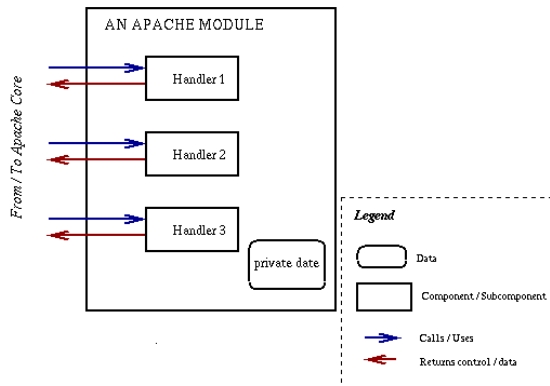 AN APACHE MODULE
From / To Apache Core
Handler 1
Handler 2
Handler 3
private date
Legend
Data
Component / Subcomponent
Calls / Uses
Returns control / data